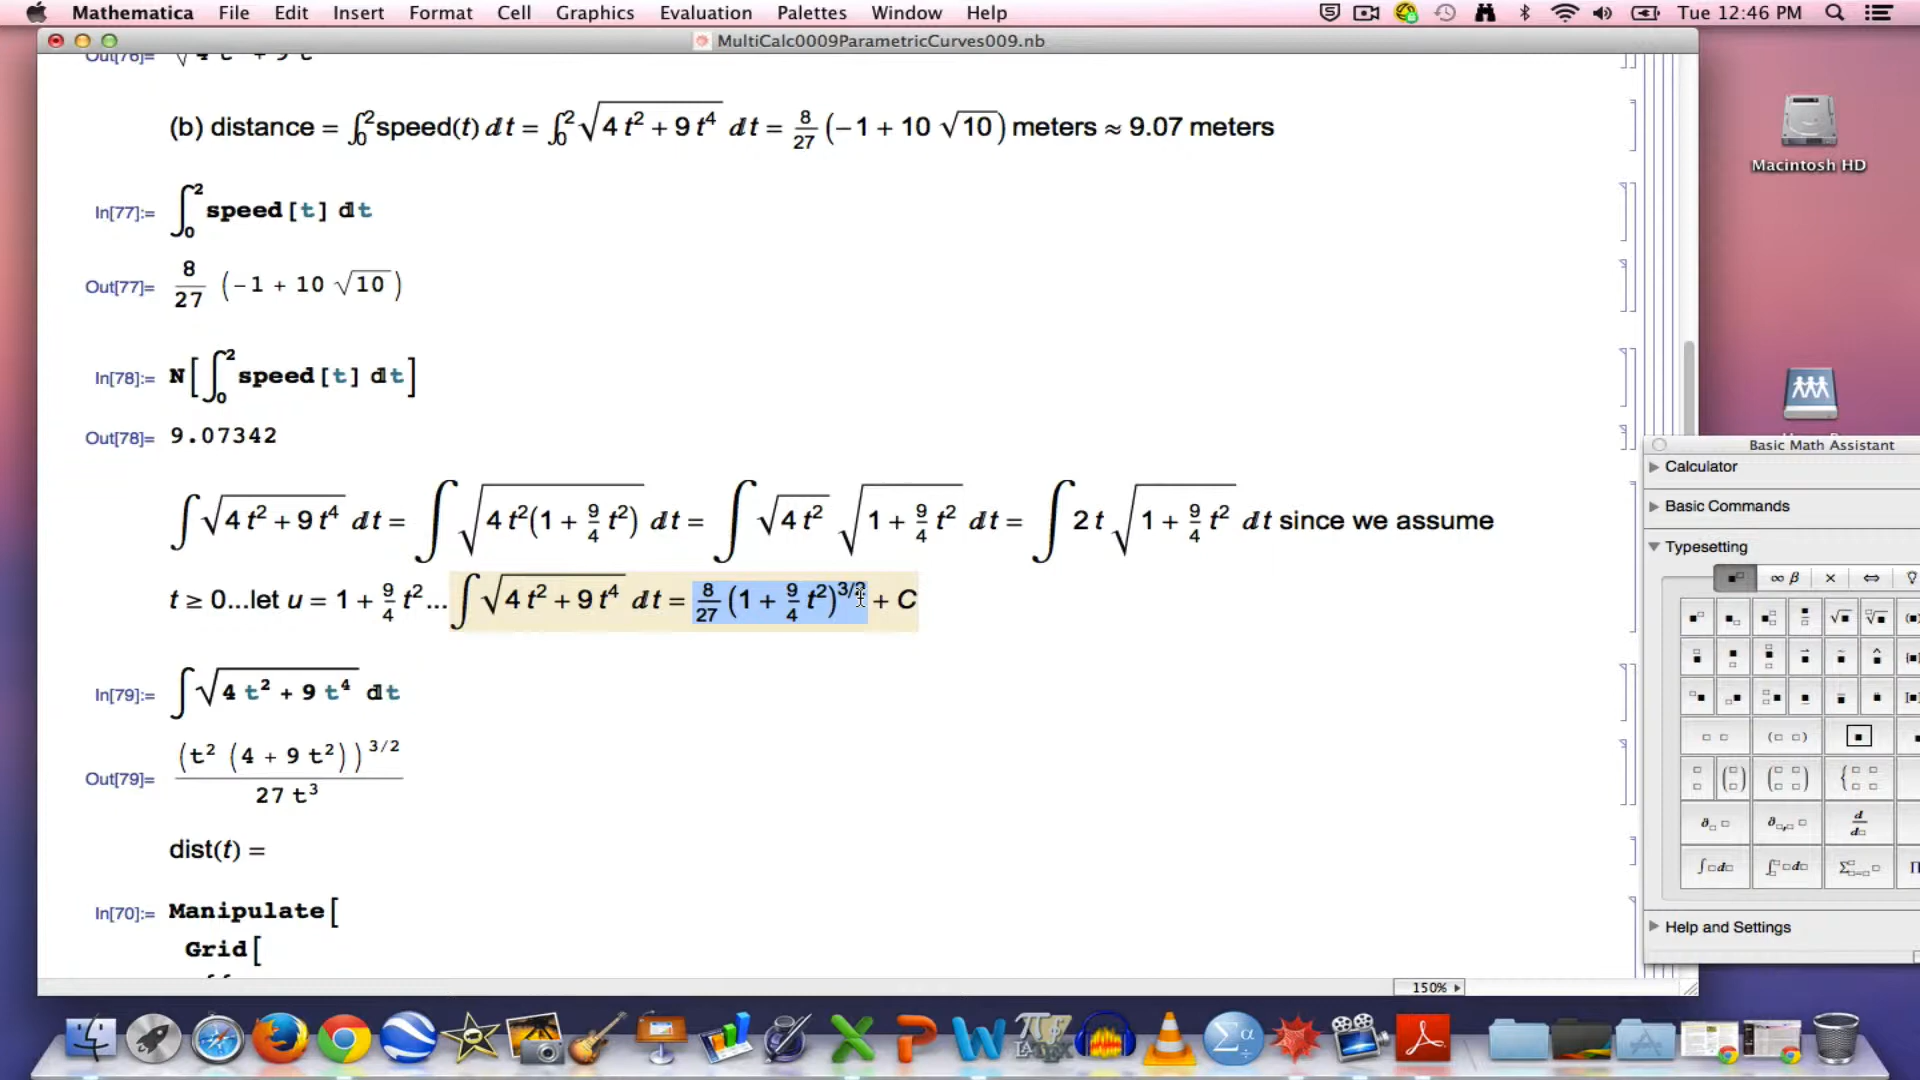 Mathematica File Edit Insert Format Cell Graphics Evaluation Palettes Window Help Tue 12:46 PM
MultiCalc0009ParametricCurves009.nb
Out[76]= √4 t² + 9 t⁴
Macintosh HD
(b) distance = ∫₀² speed(t) dt = ∫₀² √(4 t² + 9 t⁴) dt = 8/27 (−1 + 10 √10) meters ≈ 9.07 meters
In[77]:= ∫₀² speed[t] dt
Out[77]= 8/27 (−1 + 10 √10)
In[78]:= N[∫₀² speed[t] dt]
Out[78]= 9.07342
∫ √(4 t² + 9 t⁴) dt = ∫ √(4 t²(1 + 9/4 t²)) dt = ∫ √(4 t²) √(1 + 9/4 t²) dt = ∫ 2 t √(1 + 9/4 t²) dt since we assume
t ≥ 0...let u = 1 + 9/4 t²... ∫ √(4 t² + 9 t⁴) dt = 8/27 (1 + 9/4 t²)^3/2 + C
In[79]:= ∫ √(4 t² + 9 t⁴) dt
Out[79]= (t² (4 + 9 t²))^3/2 / 27 t³
dist(t) =
In[70]:= Manipulate[
Grid[
150%
Basic Math Assistant
Calculator
Basic Commands
Typesetting
∞ β
Help and Settings